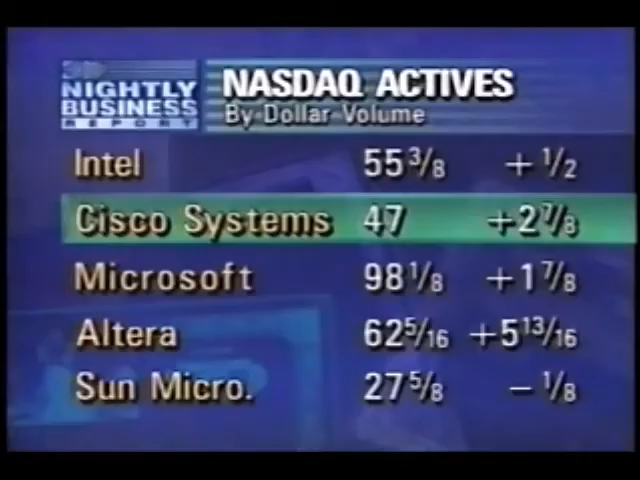 NIGHTLY
BUSINESS
REPORT
NASDAQ ACTIVES
By Dollar Volume
Intel 55 3/8 + 1/2
Cisco Systems 47 +2 7/8
Microsoft 98 1/8 +1 7/8
Altera 62 5/16 +5 13/16
Sun Micro. 27 5/8 - 1/8